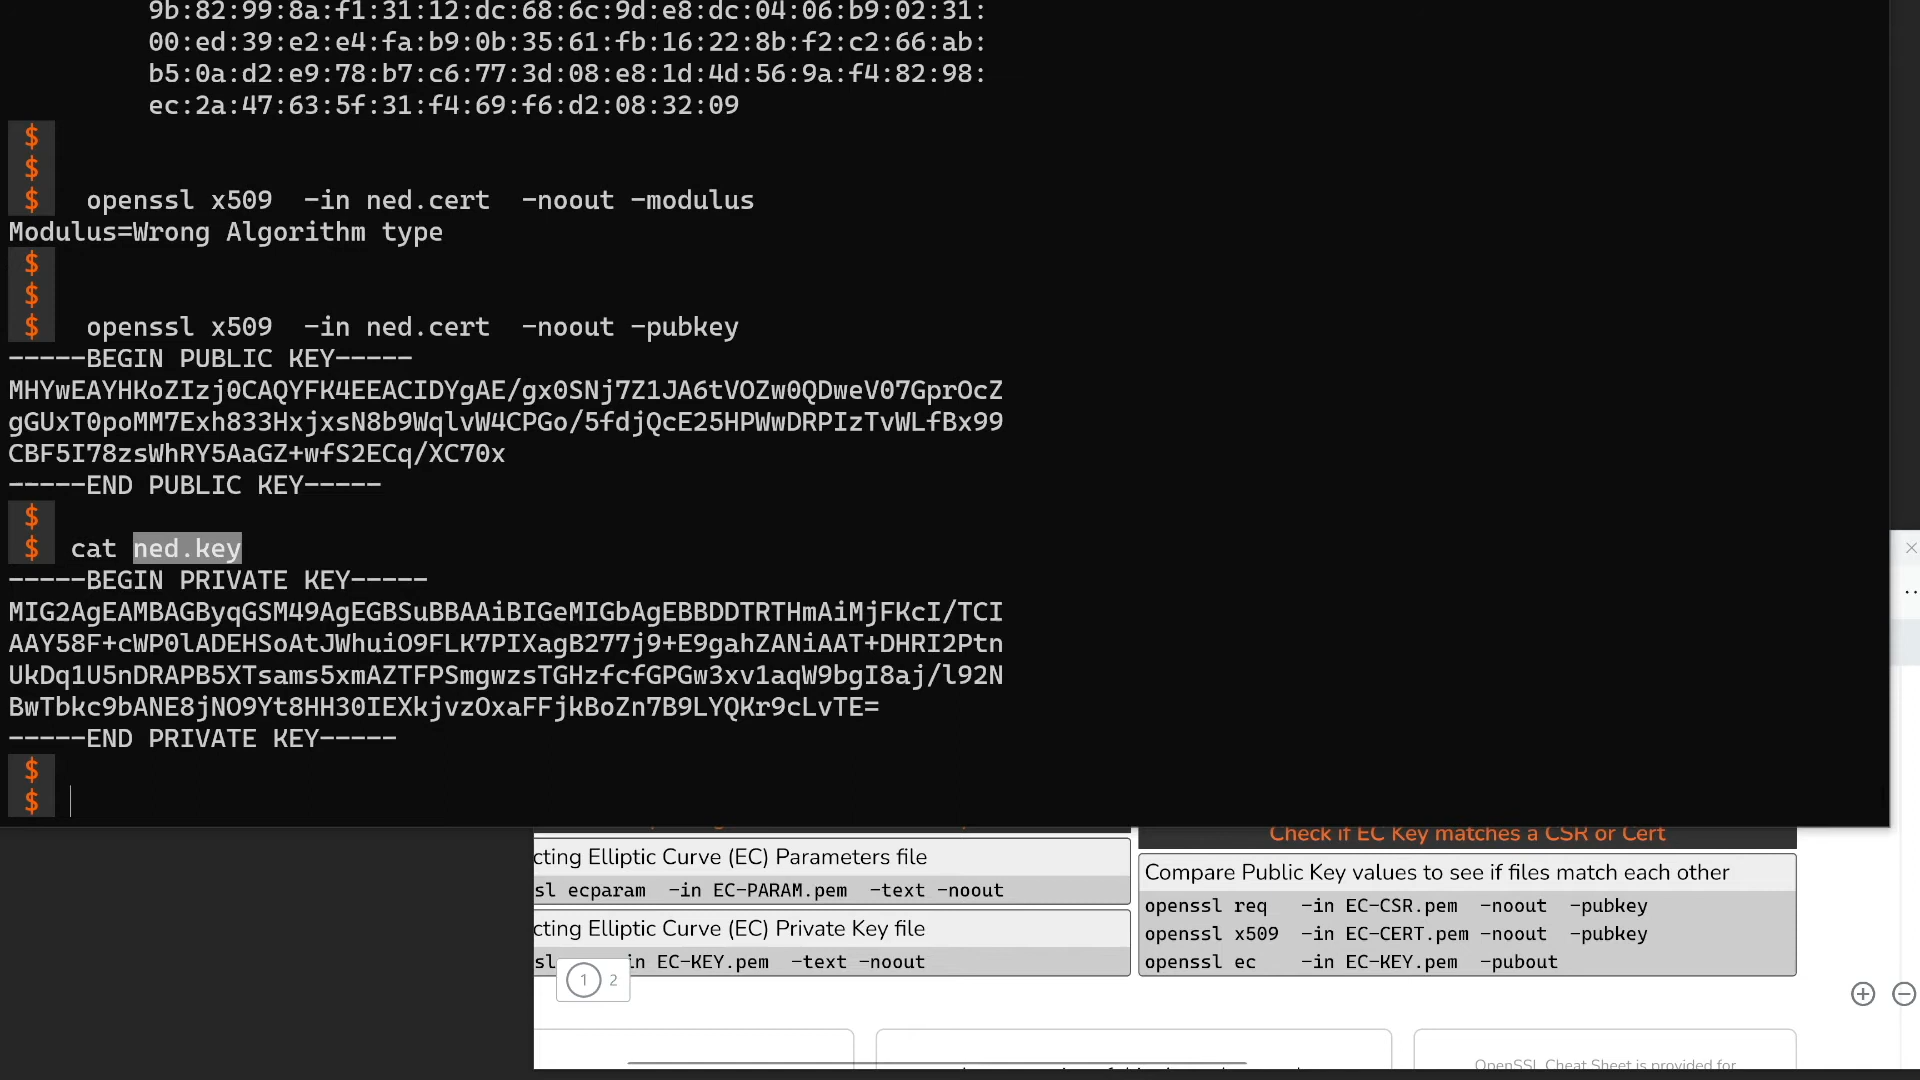 9b:82:99:8a:f1:31:12:dc:68:6c:9d:e8:dc:04:06:b9:02:31:
00:ed:39:e2:e4:fa:b9:0b:35:61:fb:16:22:8b:f2:c2:66:ab:
b5:0a:d2:e9:78:b7:c6:77:3d:08:e8:1d:4d:56:9a:f4:82:98:
ec:2a:47:63:5f:31:f4:69:f6:d2:08:32:09
$
$
$ openssl x509 -in ned.cert -noout -modulus
Modulus=Wrong Algorithm type
$
$
$ openssl x509 -in ned.cert -noout -pubkey
-----BEGIN PUBLIC KEY-----
MHYwEAYHKoZIzj0CAQYFK4EEACIDYgAE/gx0SNj7Z1JA6tVOZw0QDweV07GprOcZ
gGUxT0poMM7Exh833HxjxsN8b9WqlvW4CPGo/5fdjQcE25HPWwDRPIzTvWLfBx99
CBF5I78zsWhRY5AaGZ+wfS2ECq/XC70x
-----END PUBLIC KEY-----
$
$ cat ned.key
-----BEGIN PRIVATE KEY-----
MIG2AgEAMBAGByqGSM49AgEGBSuBBAAiBIGeMIGbAgEBBDDTRTHmAiMjFKcI/TCI
AAY58F+cWP0lADEHSoAtJWhuiO9FLK7PIXagB277j9+E9gahZANiAAT+DHRI2Ptn
UkDq1U5nDRAPB5XTsams5xmAZTFPSmgwzsTGHzfcfGPGw3xv1aqW9bgI8aj/l92N
BwTbkc9bANE8jNO9Yt8HH30IEXkjvzOxaFFjkBoZn7B9LYQKr9cLvTE=
-----END PRIVATE KEY-----
$
$
Check if EC Key matches a CSR or Cert
cting Elliptic Curve (EC) Parameters file
sl ecparam -in EC-PARAM.pem -text -noout
cting Elliptic Curve (EC) Private Key file
sl in EC-KEY.pem -text -noout
Compare Public Key values to see if files match each other
openssl req -in EC-CSR.pem -noout -pubkey
openssl x509 -in EC-CERT.pem -noout -pubkey
openssl ec -in EC-KEY.pem -pubout
1 2
OpenSSL Cheat Sheet is provided for